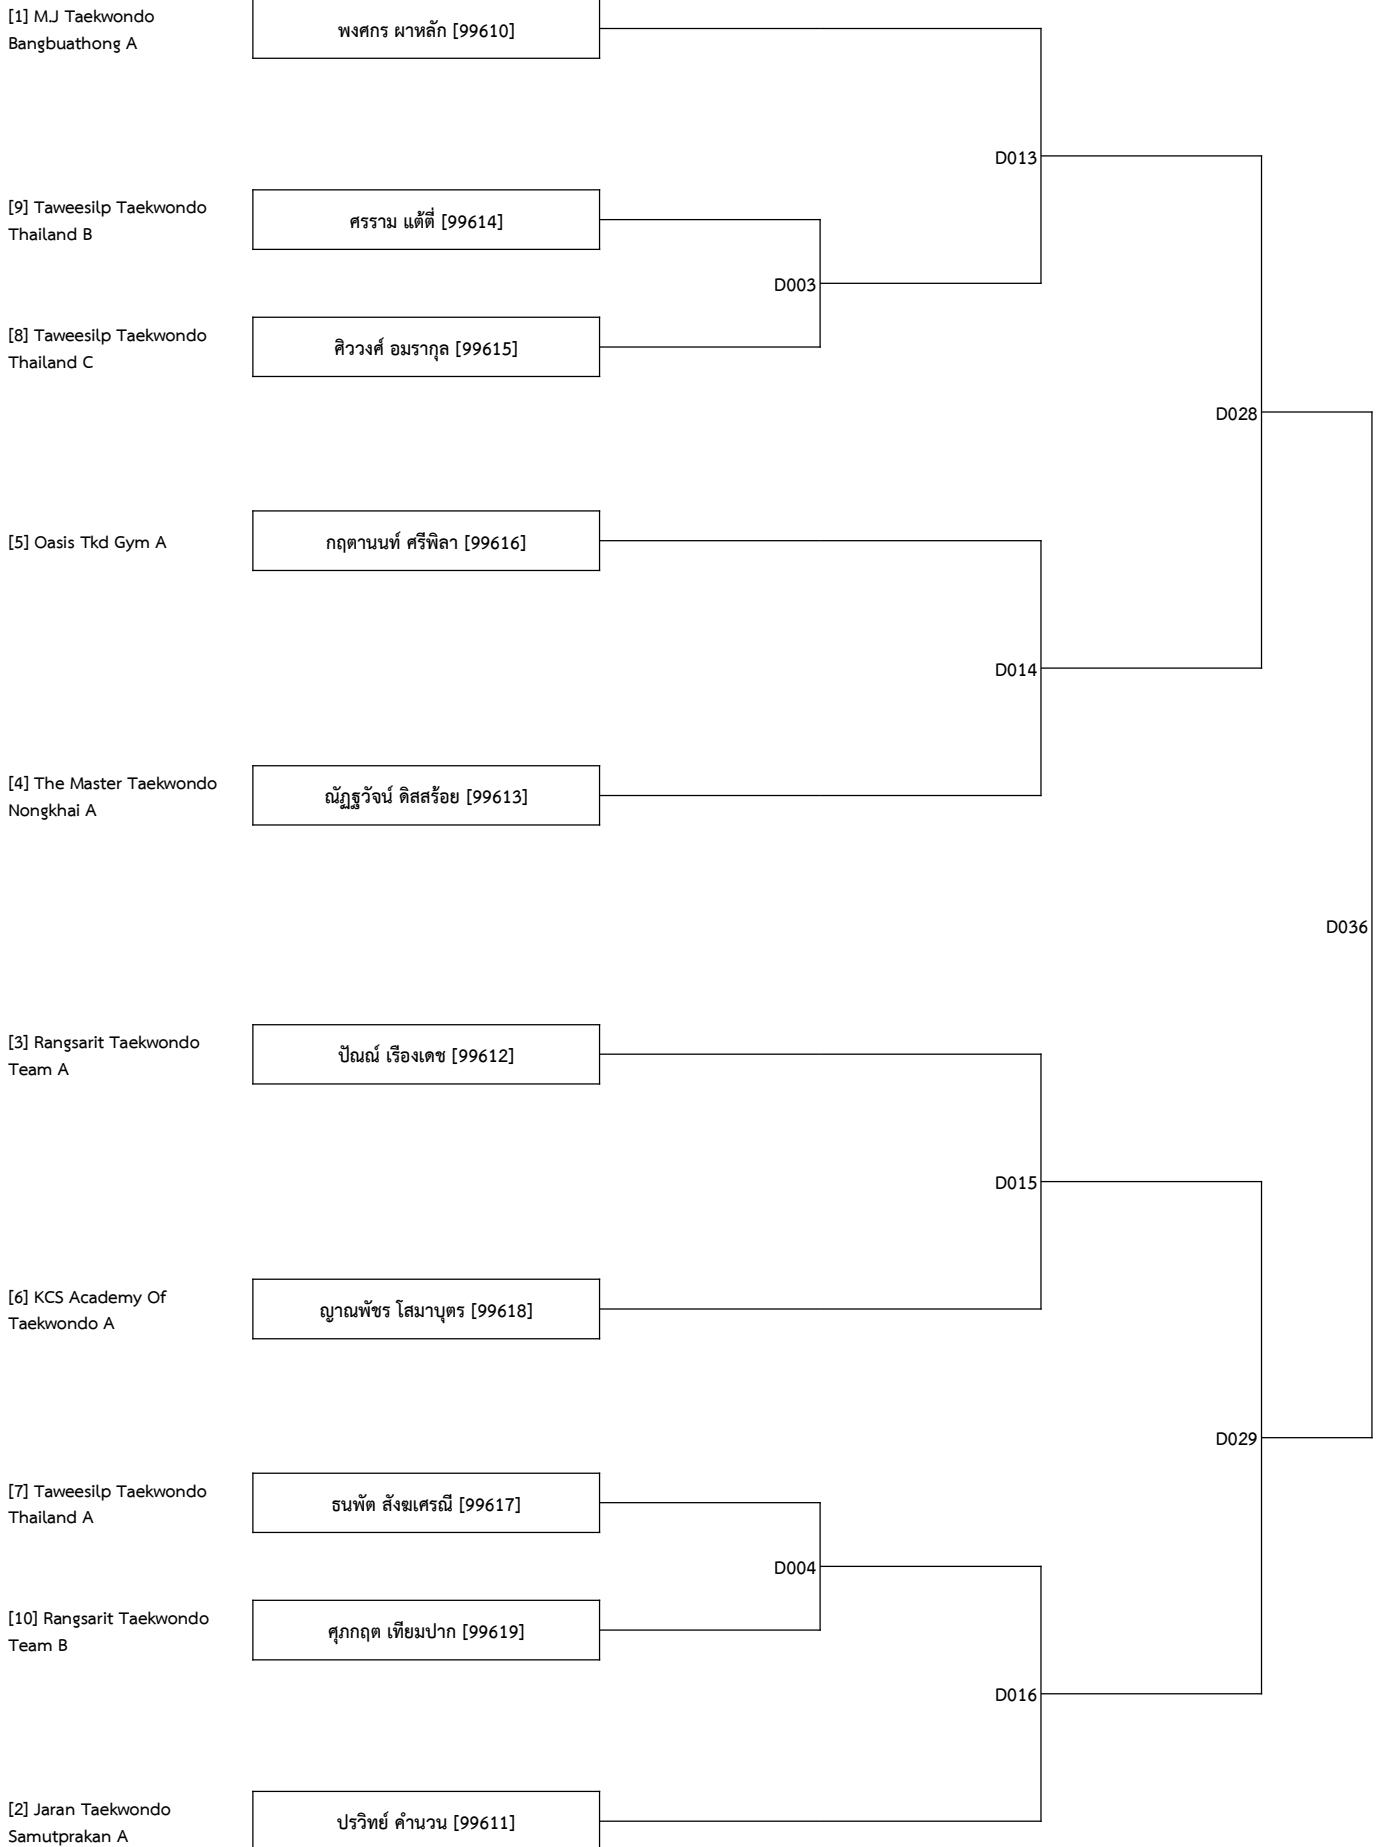 [1] M.J Taekwondo
Bangbuathong A
พงศกร ผาหลัก [99610]
D013
[9] Taweesilp Taekwondo
Thailand B
ศรราม แต้ตี่ [99614]
D003
[8] Taweesilp Taekwondo
Thailand C
ศิววงศ์ อมรากุล [99615]
D028
[5] Oasis Tkd Gym A
กฤตานนท์ ศรีพิลา [99616]
D014
[4] The Master Taekwondo
Nongkhai A
ณัฏฐวัจน์ ดิสสร้อย [99613]
D036
[3] Rangsarit Taekwondo
Team A
ปัณณ์ เรืองเดช [99612]
D015
[6] KCS Academy Of
Taekwondo A
ญาณพัชร โสมาบุตร [99618]
D029
[7] Taweesilp Taekwondo
Thailand A
ธนพัต สังฆเศรณี [99617]
D004
[10] Rangsarit Taekwondo
Team B
ศุภกฤต เทียมปาก [99619]
D016
[2] Jaran Taekwondo
Samutprakan A
ปรวิทย์ คำนวน [99611]